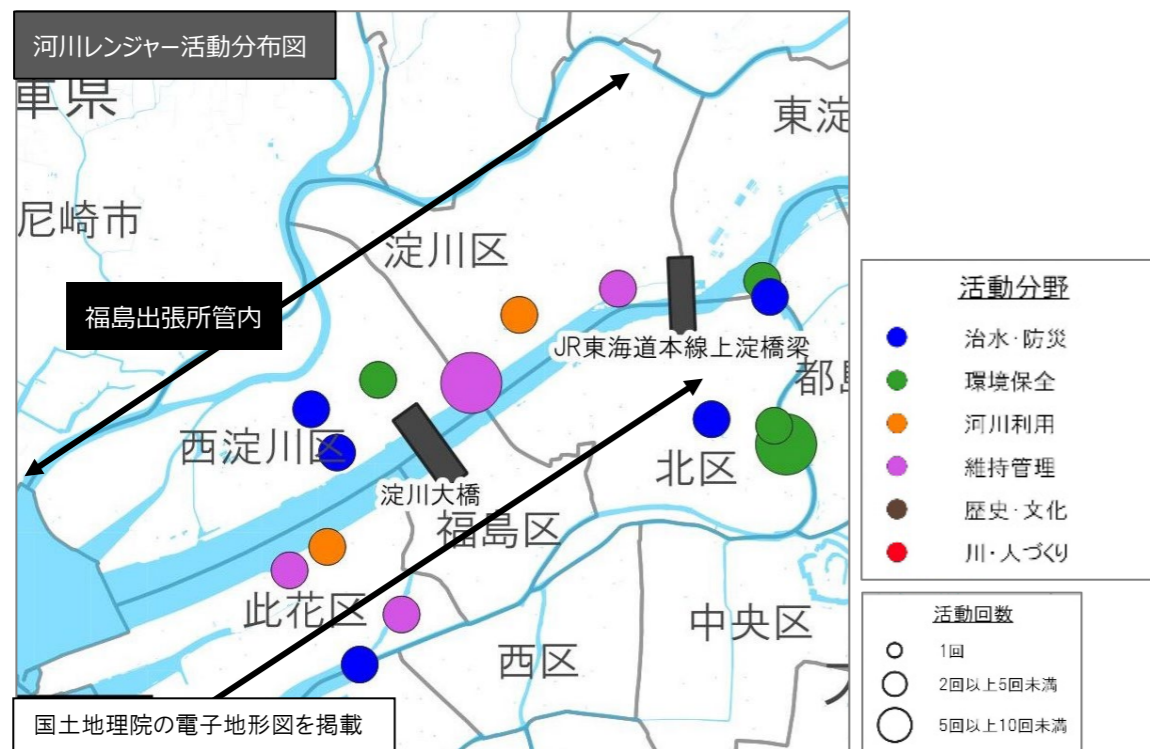 河川レンジャー活動分布図
庫県
東淀
尼崎市
淀川区
福島出張所管内
JR東海道本線上淀橋梁
都島
西淀川区
北区
淀川大橋
福島区
此花区
中央区
西区
国土地理院の電子地形図を掲載
活動分野
治水・防災
環境保全
河川利用
維持管理
歴史・文化
川・人づくり
活動回数
1回
2回以上5回未満
5回以上10回未満